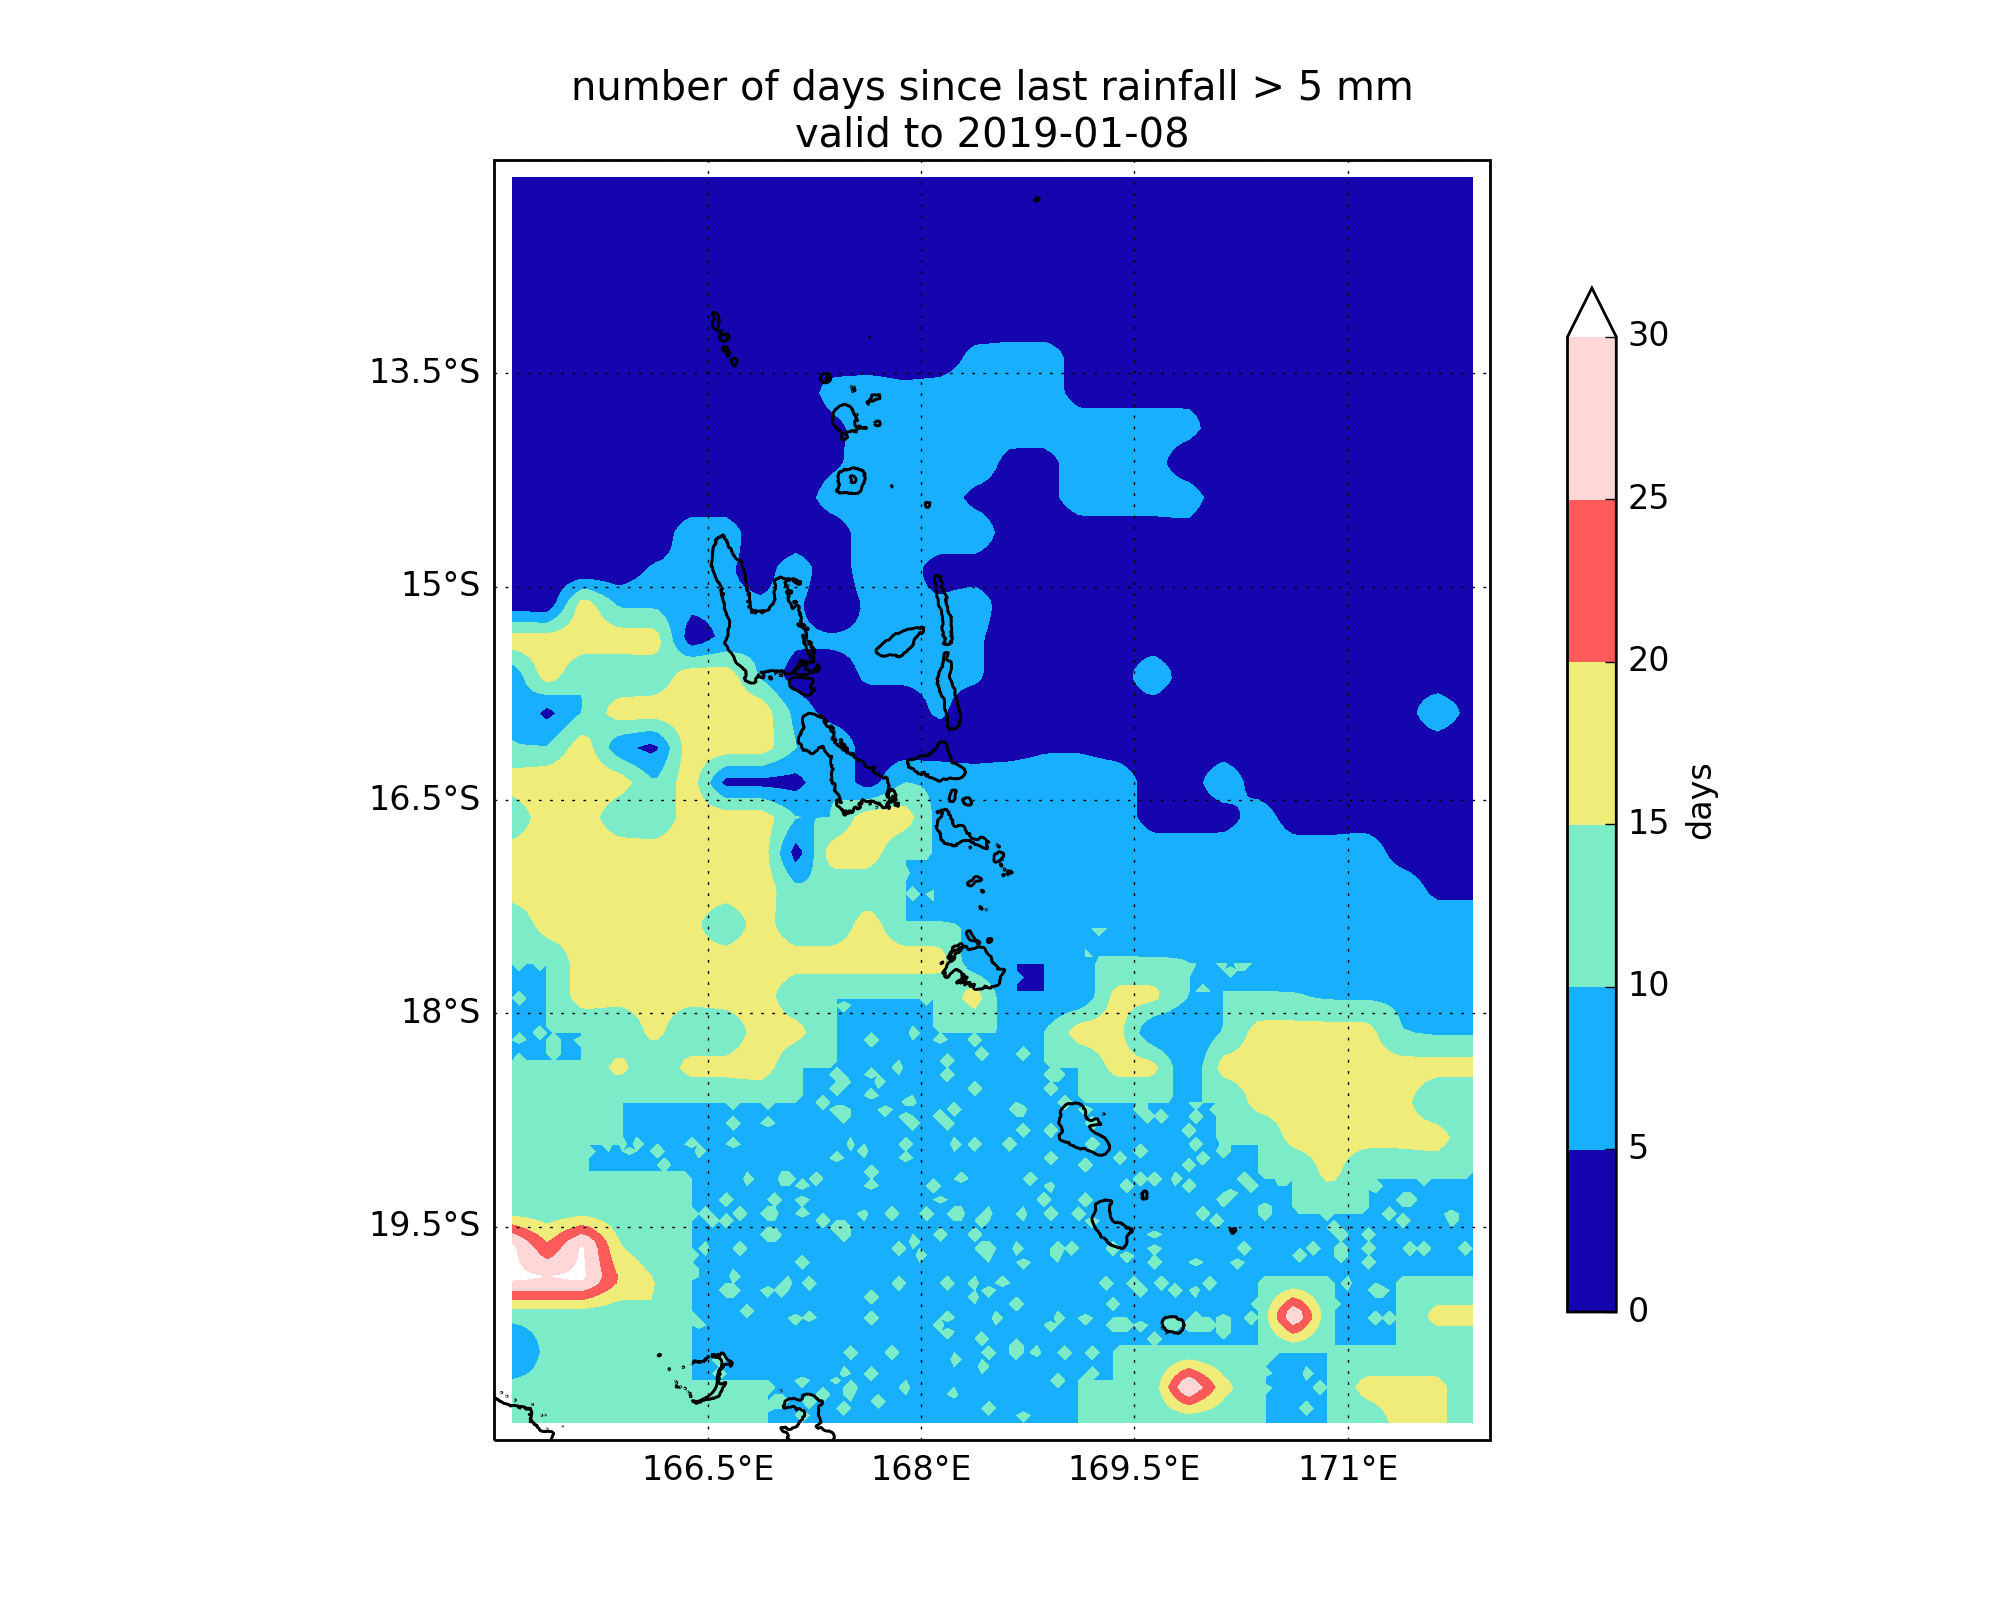 number of days since last rainfall > 5 mm
valid to 2019-01-08
13.5°S
15°S
16.5°S
18°S
19.5°S
166.5°E
168°E
169.5°E
171°E
30
25
20
15
10
5
0
days